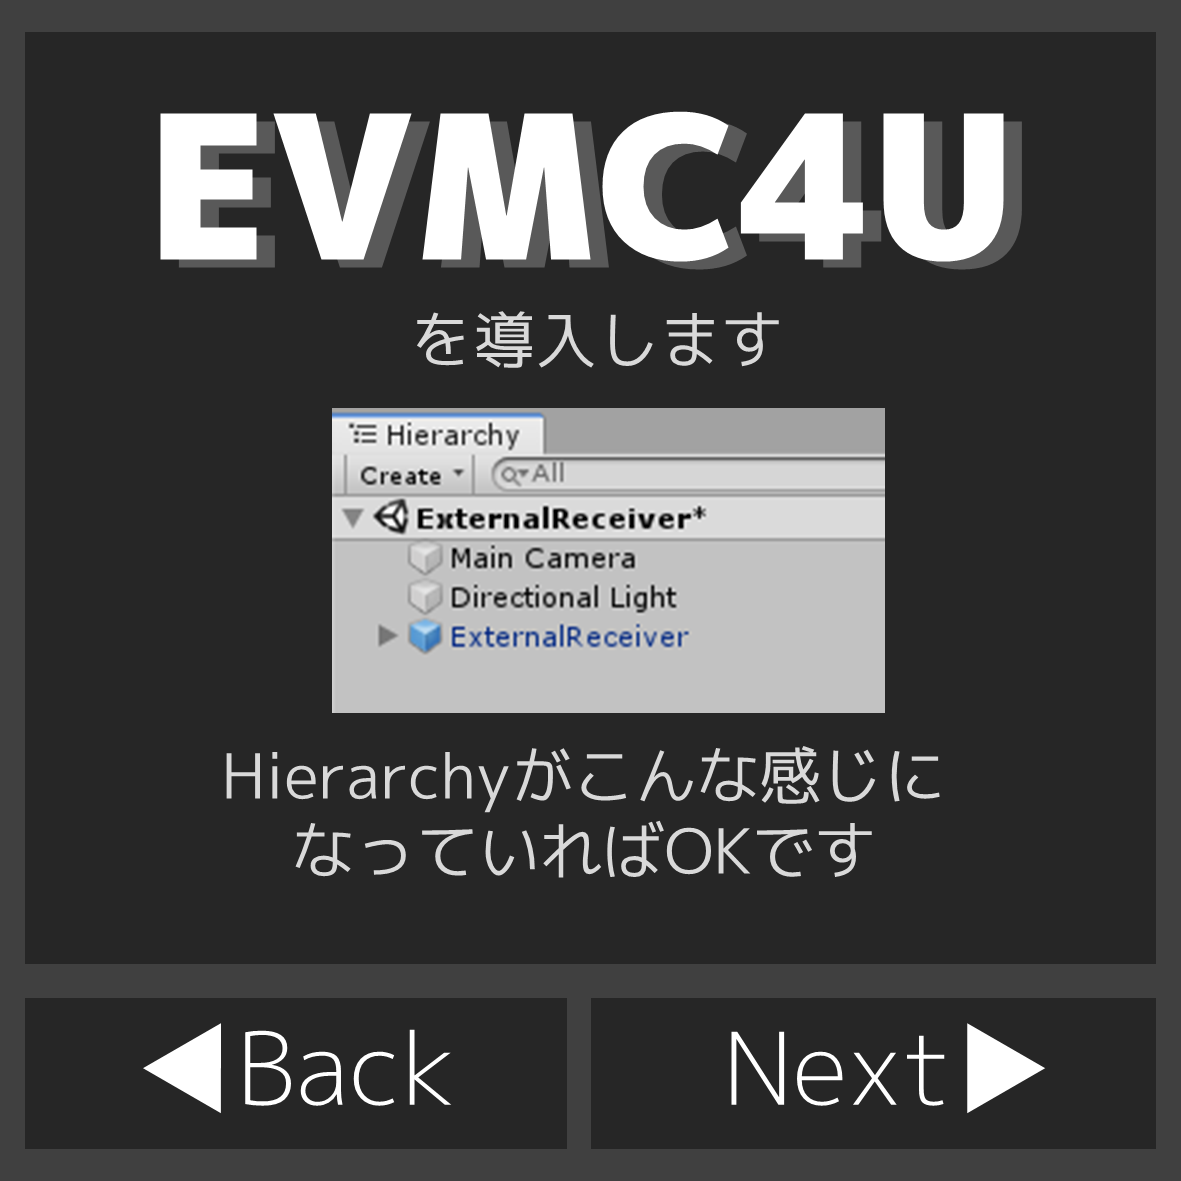 EVMC4U
を導入します
Hierarchy
Create
All
ExternalReceiver*
Main Camera
Directional Light
ExternalReceiver
Hierarchyがこんな感じに
なっていればOKです
Back
Next